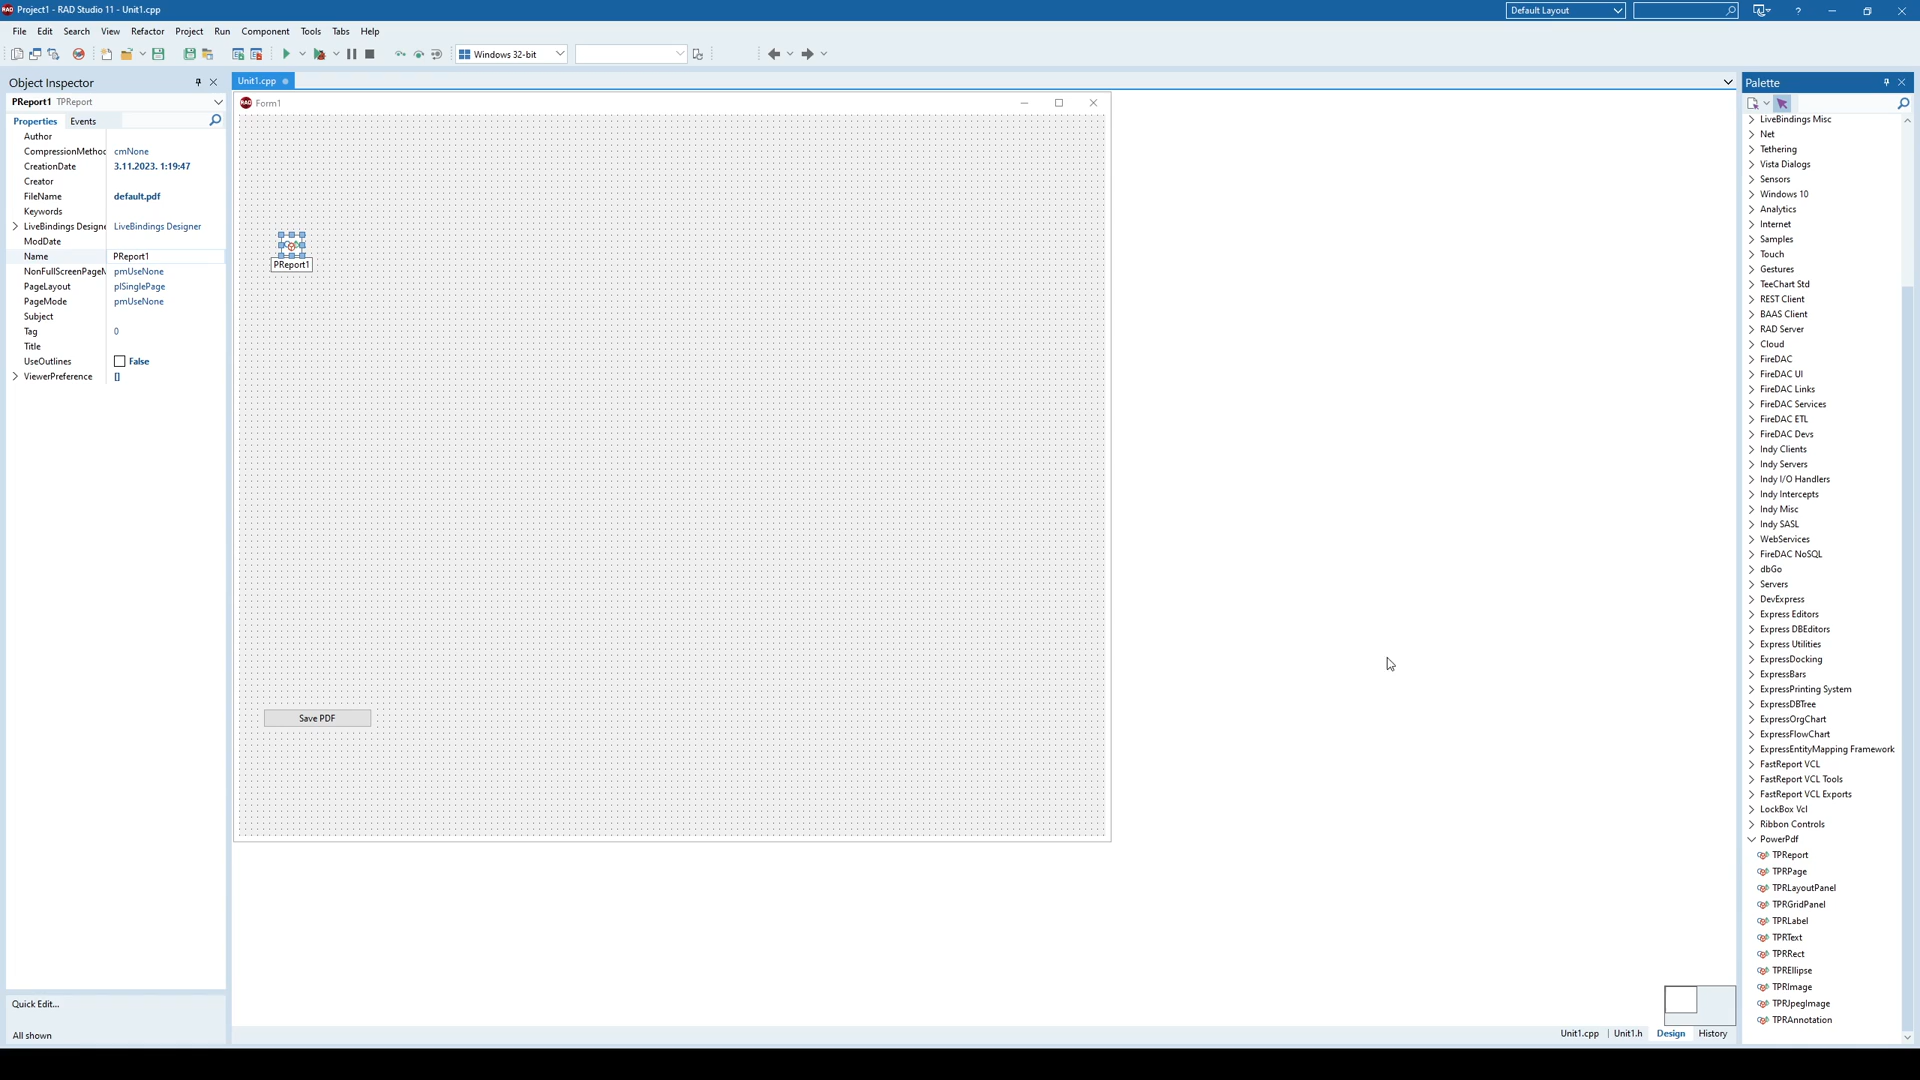 Project1 - RAD Studio 11 - Unit1.cpp
Default Layout
?
File Edit Search View Refactor Project Run Component Tools Tabs Help
Windows 32-bit
Object Inspector
PReport1 TPReport
Properties Events
Author
CompressionMethod cmNone
CreationDate 3.11.2023. 1:19:47
Creator
FileName default.pdf
Keywords
LiveBindings Designe LiveBindings Designer
ModDate
Name PReport1
NonFullScreenPageM pmUseNone
PageLayout plSinglePage
PageMode pmUseNone
Subject
Tag 0
Title
UseOutlines False
ViewerPreference []
Quick Edit...
All shown
Unit1.cpp
Form1
PReport1
Save PDF
Unit1.cpp Unit1.h Design History
Palette
LiveBindings Misc
Net
Tethering
Vista Dialogs
Sensors
Windows 10
Analytics
Internet
Samples
Touch
Gestures
TeeChart Std
REST Client
BAAS Client
RAD Server
Cloud
FireDAC
FireDAC UI
FireDAC Links
FireDAC Services
FireDAC ETL
FireDAC Devs
Indy Clients
Indy Servers
Indy I/O Handlers
Indy Intercepts
Indy Misc
Indy SASL
WebServices
FireDAC NoSQL
dbGo
Servers
DevExpress
Express Editors
Express DBEditors
Express Utilities
ExpressDocking
ExpressBars
ExpressPrinting System
ExpressDBTree
ExpressOrgChart
ExpressFlowChart
ExpressEntityMapping Framework
FastReport VCL
FastReport VCL Tools
FastReport VCL Exports
LockBox Vcl
Ribbon Controls
PowerPdf
TPReport
TPRPage
TPRLayoutPanel
TPRGridPanel
TPRLabel
TPRText
TPRRect
TPREllipse
TPRImage
TPRJpegImage
TPRAnnotation